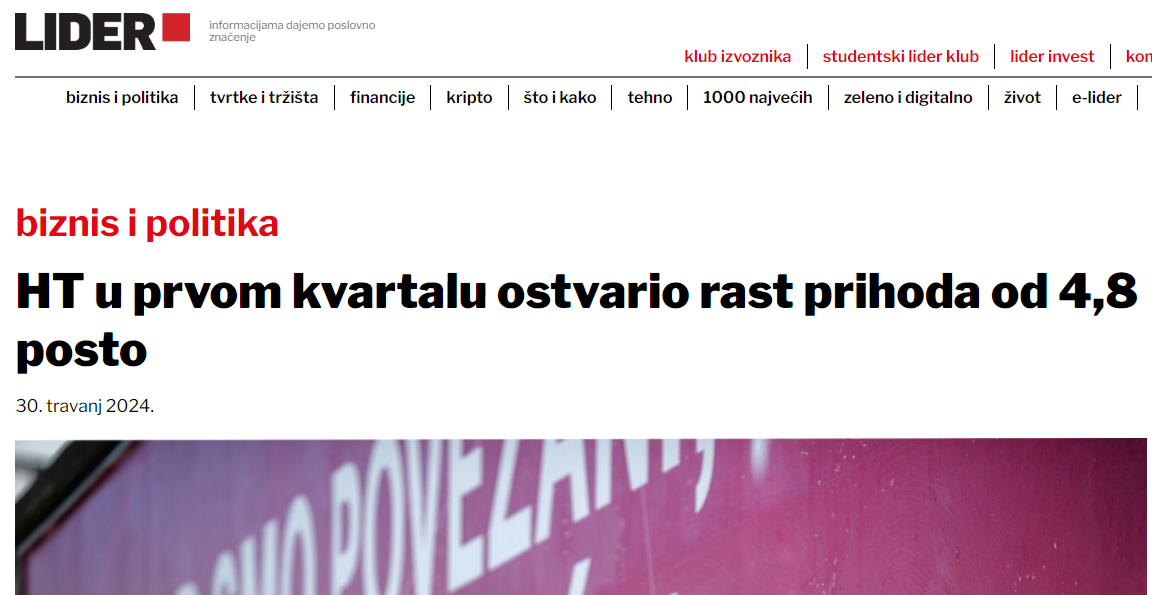 LIDER
informacijama dajemo poslovno
značenje
klub izvoznika
studentski lider klub
lider invest
biznis i politika
tvrtke i tržišta
financije
kripto
što i kako
tehno
1000 najvećih
zeleno i digitalno
život
e-lider
biznis i politika
HT u prvom kvartalu ostvario rast prihoda od 4,8
posto
30. travanj 2024.
SMO POVEZANI,